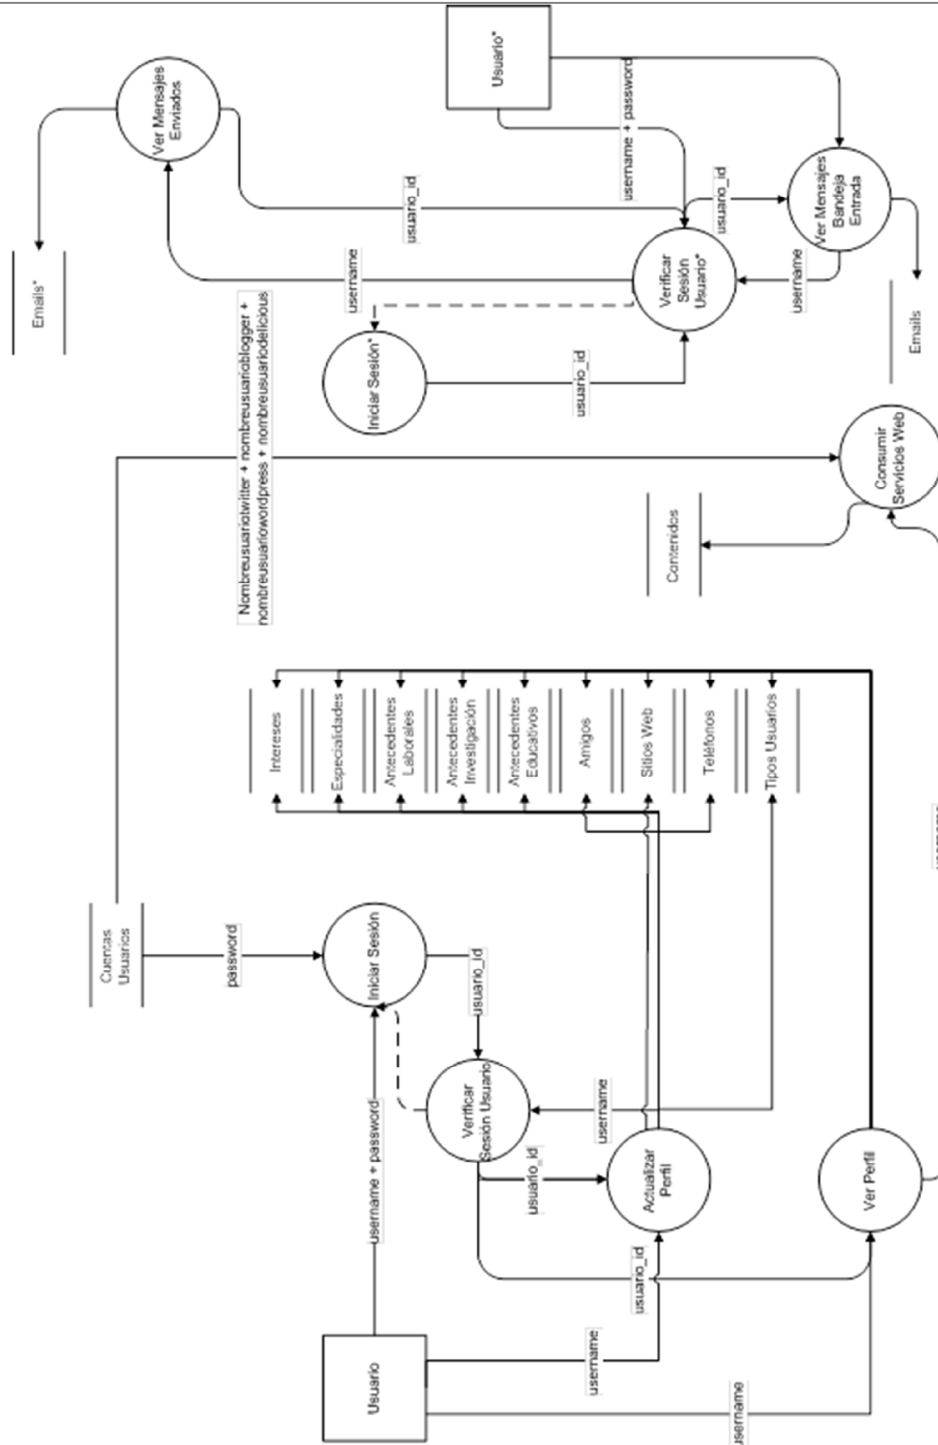 Usuario
username + password
username
username
Cuentas
Usuarios
password
Iniciar Sesión
usuario_id
Verificar
Sesión Usuario
usuario_id
usuario_id
username
Actualizar
Perfil
Ver Perfil
Intereses
Especialidades
Antecedentes
Laborales
Antecedentes
Investigación
Antecedentes
Educativos
Amigos
Sitios Web
Teléfonos
Tipos Usuarios
Nombreusuariotwitter + nombreusuarioblogger +
nombreusuariowordpress + nombreusuariodelicious
Contenidos
Consumir
Servicios Web
Iniciar Sesión*
usuario_id
Verificar
Sesión
Usuario*
username
usuario_id
usuario_id
username
Emails*
Ver Mensajes
Enviados
Usuario*
username + password
Ver Mensajes
Bandeja
Entrada
Emails